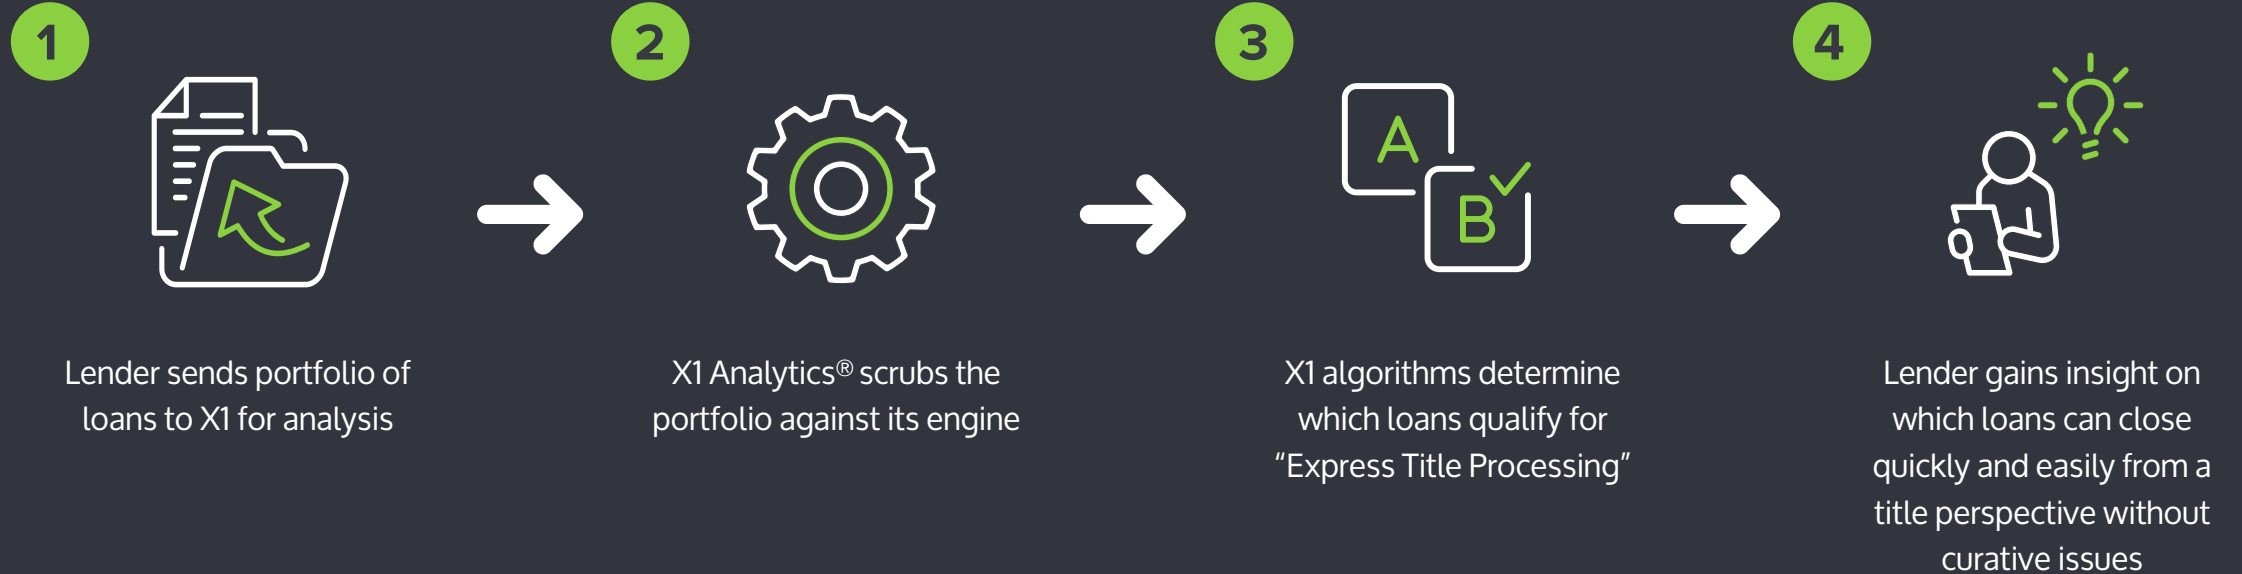 1
Lender sends portfolio of
loans to X1 for analysis
2
X1 Analytics® scrubs the
portfolio against its engine
3
A
B
X1 algorithms determine
which loans qualify for
“Express Title Processing”
4
Lender gains insight on
which loans can close
quickly and easily from a
title perspective without
curative issues